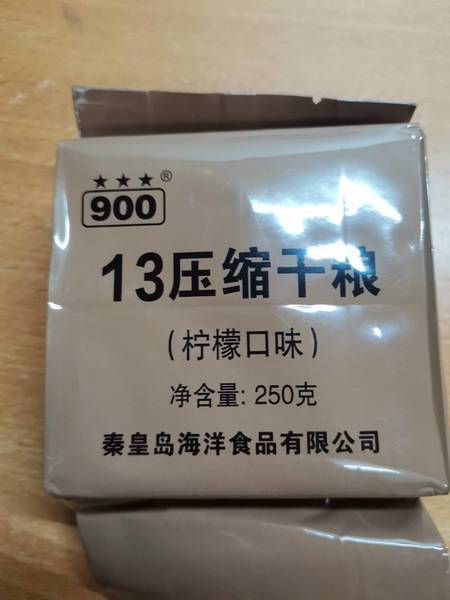 ★★★®
900
13压缩干粮
(柠檬口味)
净含量: 250克
秦皇岛海洋食品有限公司